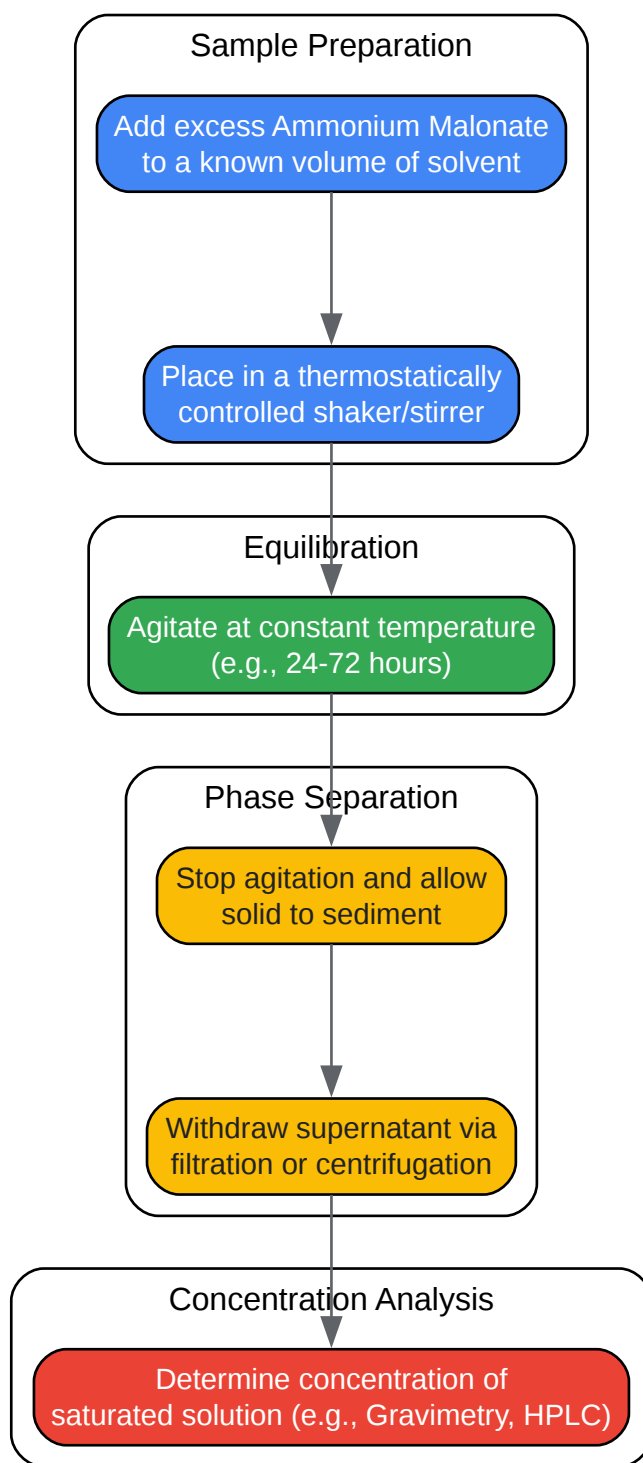 Sample Preparation
Add excess Ammonium Malonate
to a known volume of solvent
Place in a thermostatically
controlled shaker/stirrer
Equilibration
Agitate at constant temperature
(e.g., 24-72 hours)
Phase Separation
Stop agitation and allow
solid to sediment
Withdraw supernatant via
filtration or centrifugation
Concentration Analysis
Determine concentration of
saturated solution (e.g., Gravimetry, HPLC)